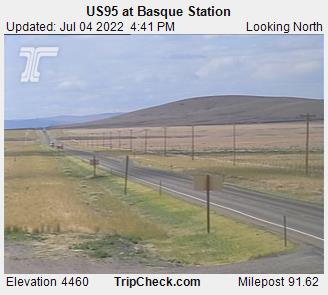 US95 at Basque Station
Updated: Jul 04 2022 4:41 PM Looking North
Elevation 4460 TripCheck.com Milepost 91.62